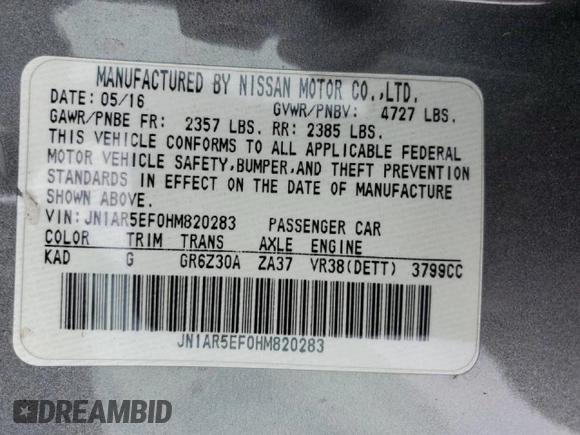 MANUFACTURED BY NISSAN MOTOR CO.,LTD.
DATE: 05/16 GVWR/PNBV: 4727 LBS.
GAWR/PNBE FR: 2357 LBS. RR: 2385 LBS.
THIS VEHICLE CONFORMS TO ALL APPLICABLE FEDERAL
MOTOR VEHICLE SAFETY,BUMPER,AND THEFT PREVENTION
STANDARDS IN EFFECT ON THE DATE OF MANUFACTURE
SHOWN ABOVE.
VIN: JN1AR5EF0HM820283 PASSENGER CAR
COLOR TRIM TRANS AXLE ENGINE
KAD G GR6Z30A ZA37 VR38(DETT) 3799CC
JN1AR5EF0HM820283
DREAMBID